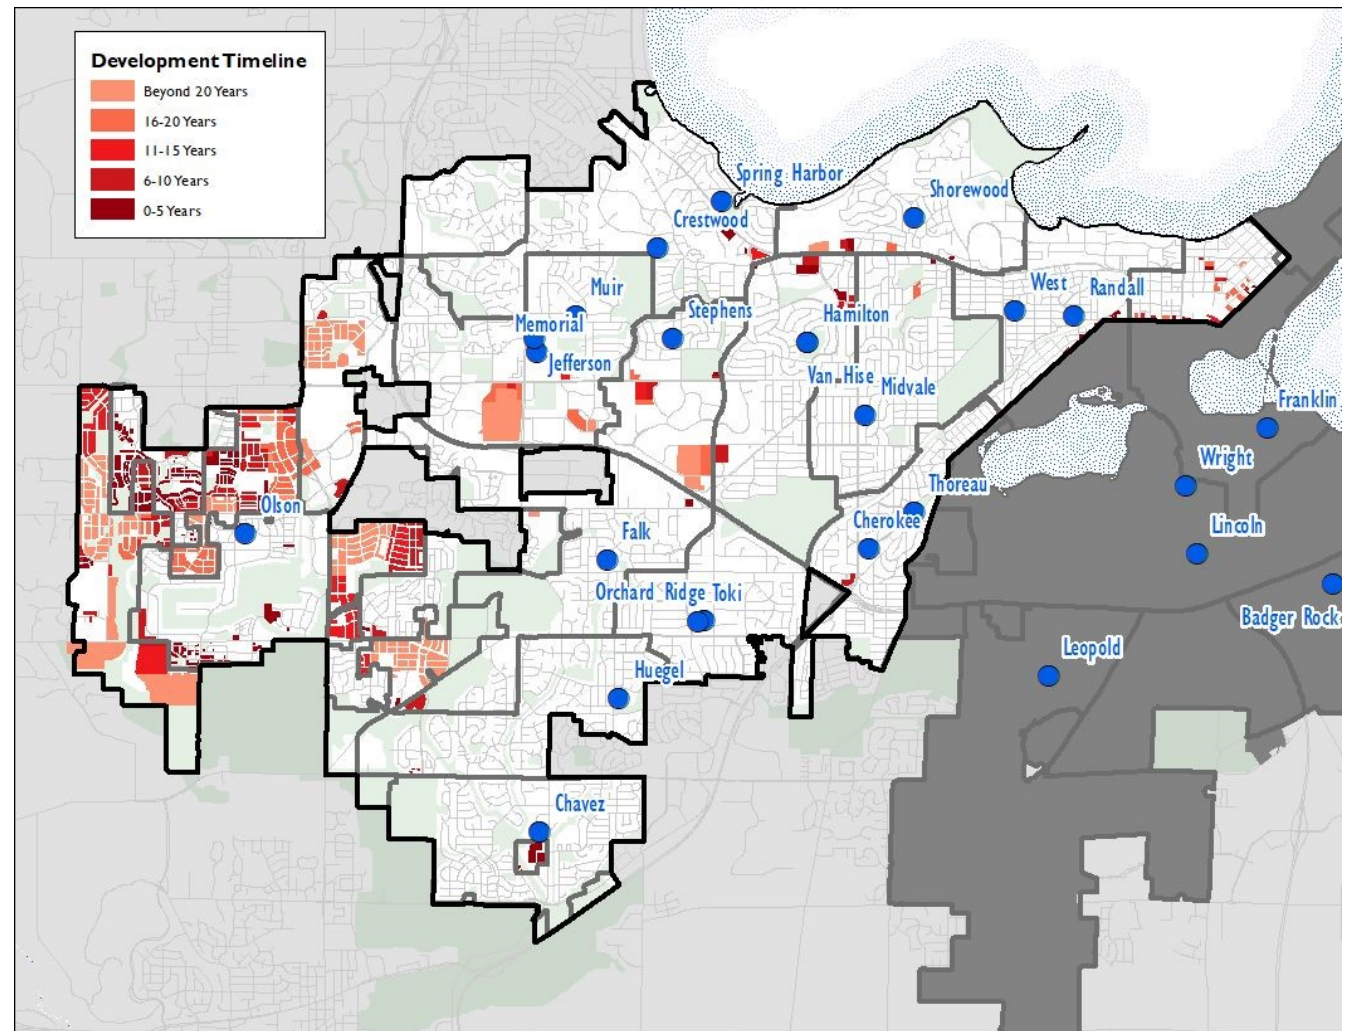 Development Timeline
Beyond 20 Years
16-20 Years
11-15 Years
6-10 Years
0-5 Years
Spring Harbor
Shorewood
Crestwood
Muir
West
Randall
Stephens
Memorial
Hamilton
Jefferson
Van Hise
Midvale
Franklin
Wright
Thoreau
Olson
Cherokee
Lincoln
Falk
Orchard Ridge
Toki
Badger Rock
Leopold
Huegel
Chavez